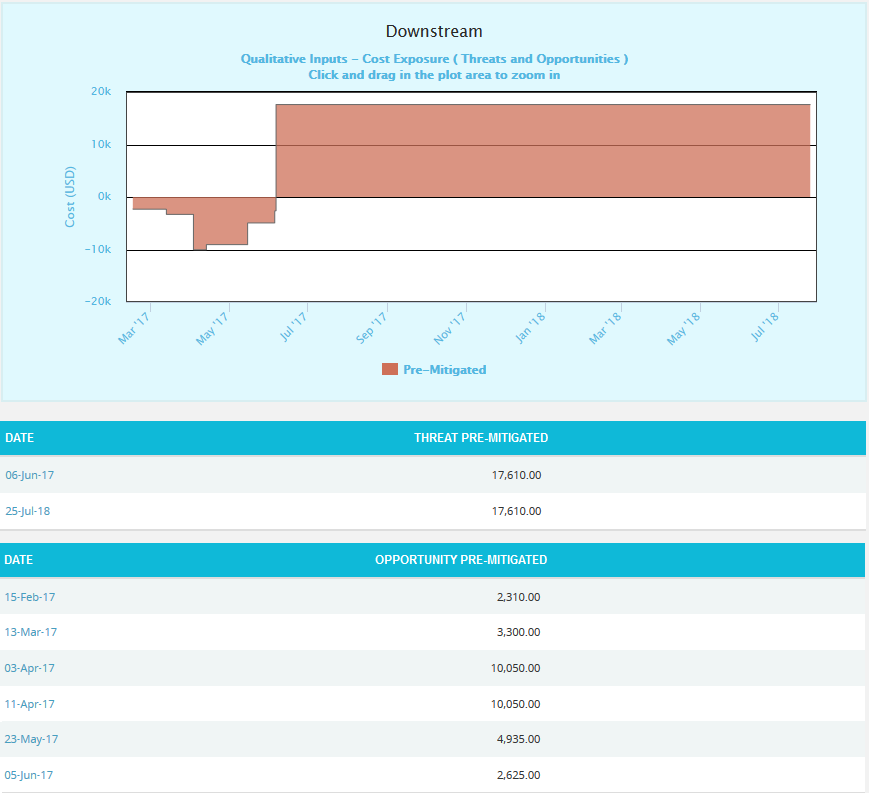 Downstream
Qualitative Inputs - Cost Exposure ( Threats and Opportunities )
Click and drag in the plot area to zoom in
20k
10k
0k
-10k
-20k
Cost (USD)
Mar '17
May '17
Jul '17
Sep '17
Nov '17
Jan '18
Mar '18
May '18
Jul '18
Pre-Mitigated
DATE THREAT PRE-MITIGATED
06-Jun-17 17,610.00
25-Jul-18 17,610.00
DATE OPPORTUNITY PRE-MITIGATED
15-Feb-17 2,310.00
13-Mar-17 3,300.00
03-Apr-17 10,050.00
11-Apr-17 10,050.00
23-May-17 4,935.00
05-Jun-17 2,625.00